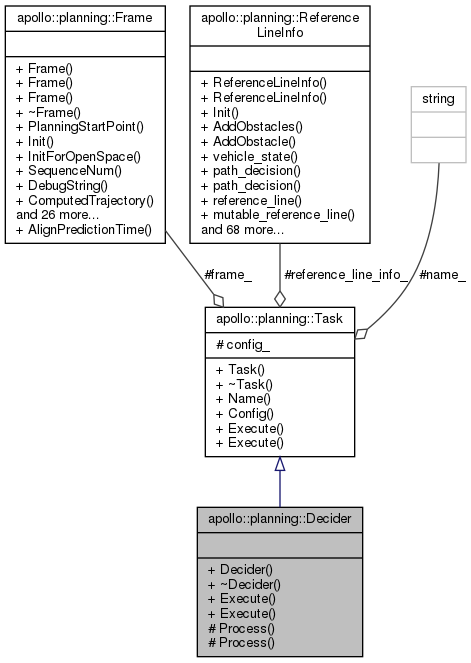 apollo::planning::Frame
+ Frame()
+ Frame()
+ Frame()
+ ~Frame()
+ PlanningStartPoint()
+ Init()
+ InitForOpenSpace()
+ SequenceNum()
+ DebugString()
+ ComputedTrajectory()
and 26 more...
+ AlignPredictionTime()
apollo::planning::Reference
LineInfo
+ ReferenceLineInfo()
+ ReferenceLineInfo()
+ Init()
+ AddObstacles()
+ AddObstacle()
+ vehicle_state()
+ path_decision()
+ path_decision()
+ reference_line()
+ mutable_reference_line()
and 68 more...
string
#frame_
#reference_line_info_
#name_
apollo::planning::Task
# config_
+ Task()
+ ~Task()
+ Name()
+ Config()
+ Execute()
+ Execute()
apollo::planning::Decider
+ Decider()
+ ~Decider()
+ Execute()
+ Execute()
# Process()
# Process()